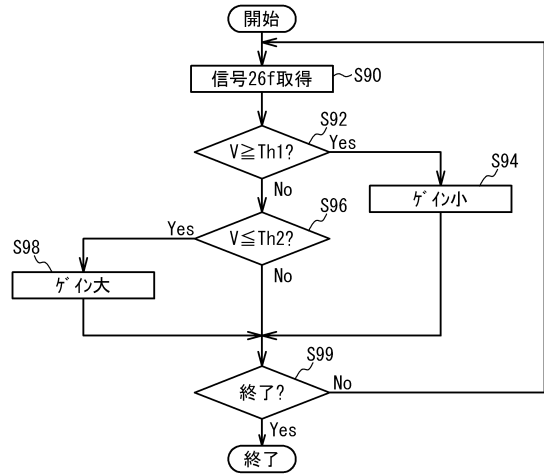 開始
信号26f取得
S90
V≧Th1?
S92
Yes
No
ゲイン小
S94
V≦Th2?
S96
Yes
No
ゲイン大
S98
終了?
S99
No
Yes
終了